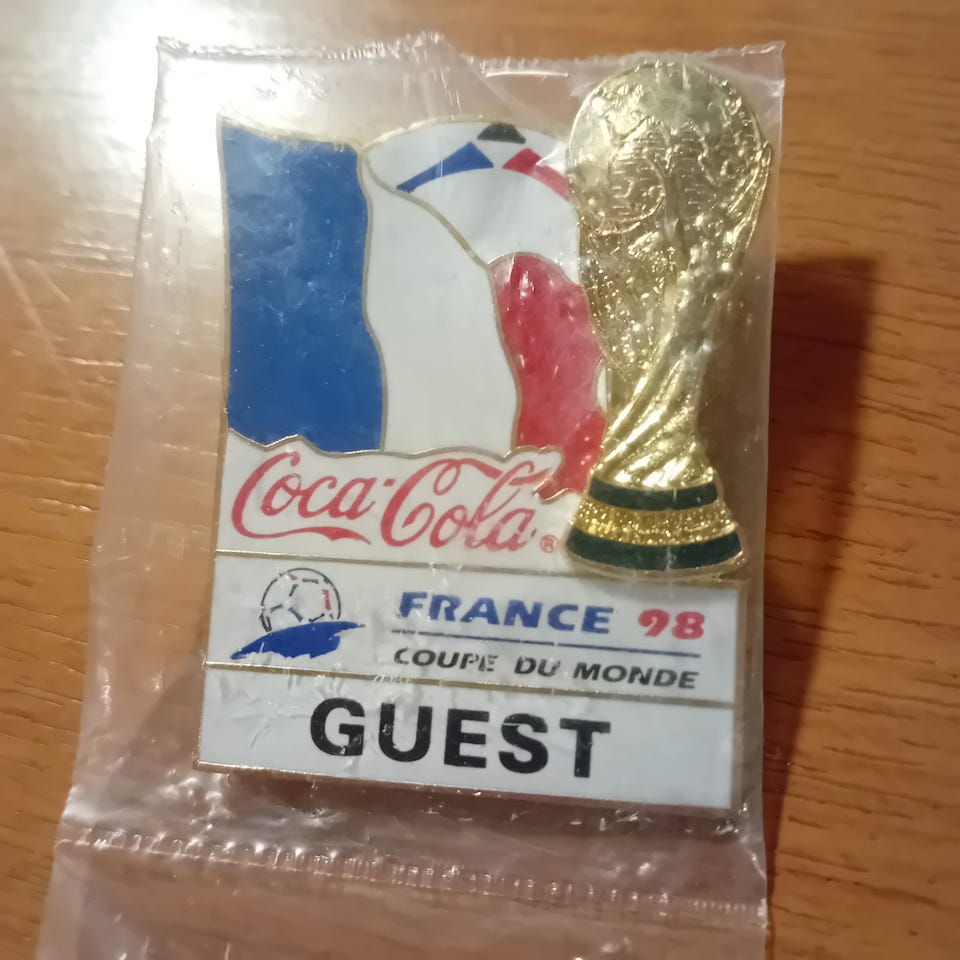 Coca-Cola®
FRANCE 98
COUPE DU MONDE
GUEST